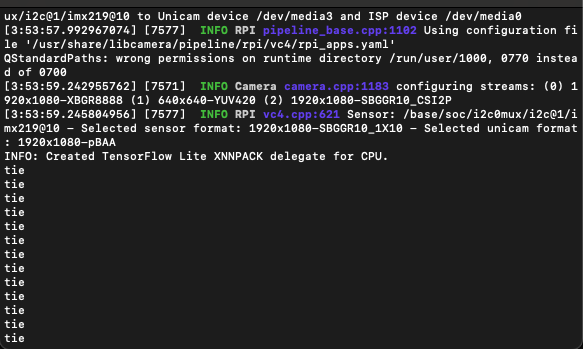 ux/i2c@1/imx219@10 to Unicam device /dev/media3 and ISP device /dev/media0
[3:53:57.992967074] [7577]  INFO RPI pipeline_base.cpp:1102 Using configuration fi
le '/usr/share/libcamera/pipeline/rpi/vc4/rpi_apps.yaml'
QStandardPaths: wrong permissions on runtime directory /run/user/1000, 0770 instea
d of 0700
[3:53:59.242955762] [7571]  INFO Camera camera.cpp:1183 configuring streams: (0) 1
920x1080-XBGR8888 (1) 640x640-YUV420 (2) 1920x1080-SBGGR10_CSI2P
[3:53:59.245804956] [7577]  INFO RPI vc4.cpp:621 Sensor: /base/soc/i2c0mux/i2c@1/i
mx219@10 - Selected sensor format: 1920x1080-SBGGR10_1X10 - Selected unicam format
: 1920x1080-pBAA
INFO: Created TensorFlow Lite XNNPACK delegate for CPU.
tie
tie
tie
tie
tie
tie
tie
tie
tie
tie
tie
tie
tie